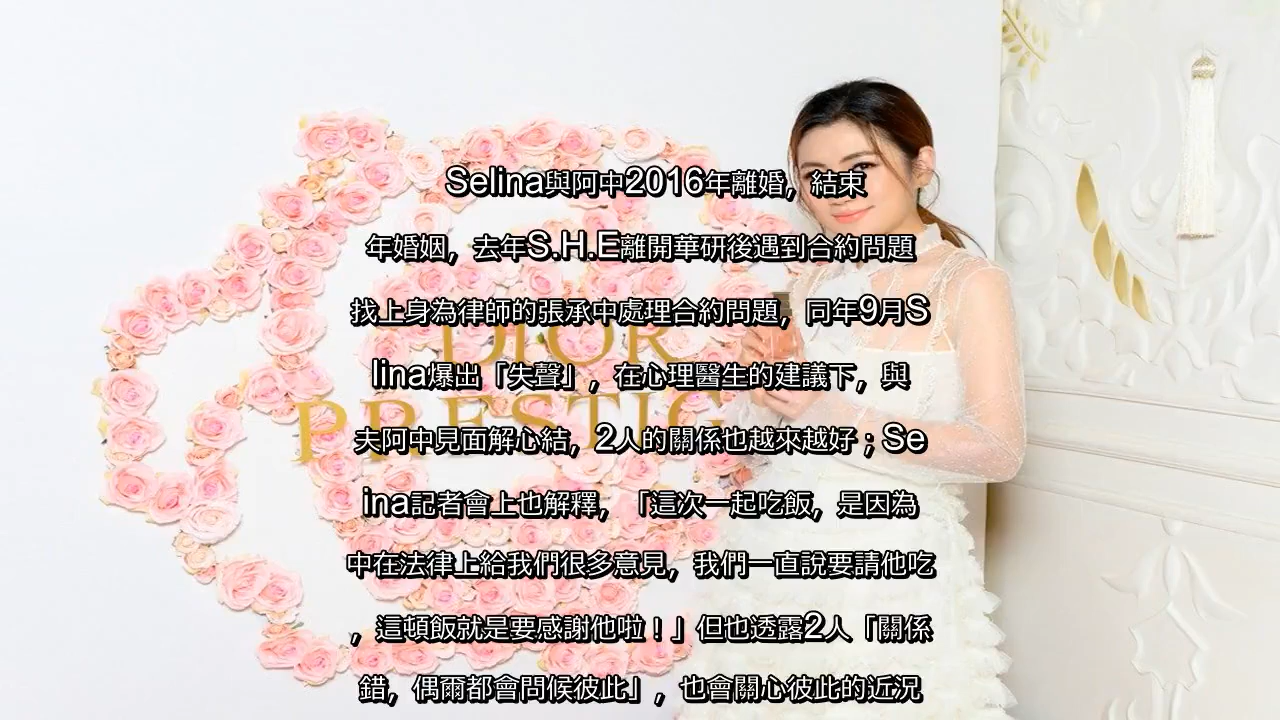 Selina與阿中2016年離婚，結束
年婚姻，去年S.H.E離開華研後遇到合約問題
找上身為律師的張承中處理合約問題，同年9月S
lina爆出「失聲」，在心理醫生的建議下，與
夫阿中見面解心結，2人的關係也越來越好；Se
ina記者會上也解釋，「這次一起吃飯，是因為
中在法律上給我們很多意見，我們一直說要請他吃
，這頓飯就是要感謝他啦！」但也透露2人「關係
錯，偶爾都會問候彼此」，也會關心彼此的近況
DIOR
PRESTIG